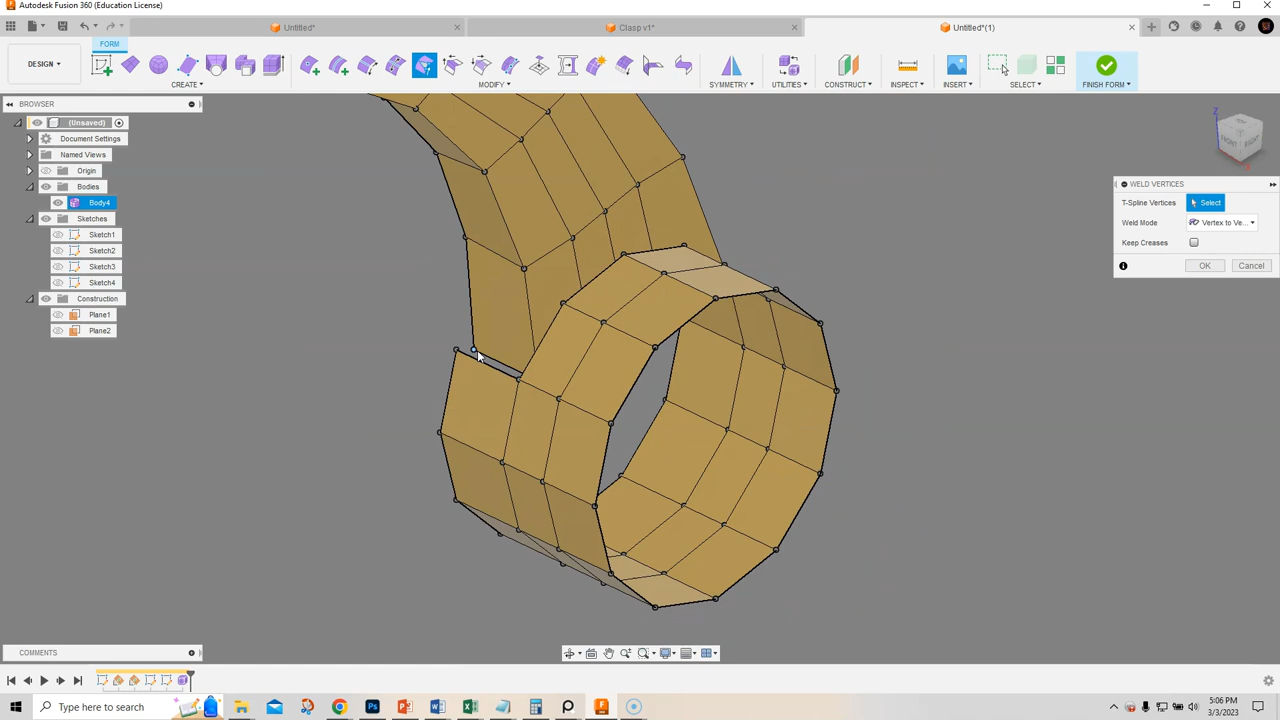 Autodesk Fusion 360 (Education License)
Untitled*
Clasp v1*
Untitled*(1)
FORM
DESIGN
CREATE
MODIFY
SYMMETRY
UTILITIES
CONSTRUCT
INSPECT
INSERT
SELECT
FINISH FORM
BROWSER
(Unsaved)
Document Settings
Named Views
Origin
Bodies
Body4
Sketches
Sketch1
Sketch2
Sketch3
Sketch4
Construction
Plane1
Plane2
Z
FRONT
RIGHT
WELD VERTICES
T-Spline Vertices
Select
Weld Mode
Vertex to Ve...
Keep Creases
OK
Cancel
COMMENTS
Type here to search
5:06 PM
3/3/2023